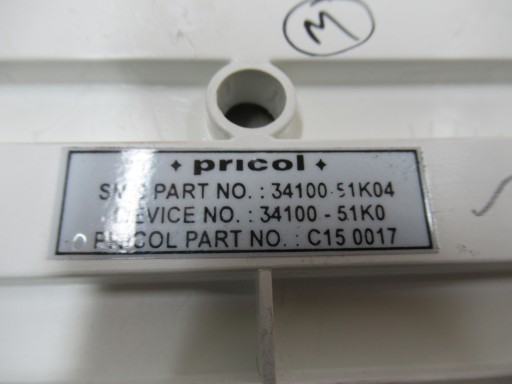 M
pricol
PART NO. : 34100-51K04
DEVICE NO. : 34100 - 51K0
PRICOL PART NO. : C15 0017